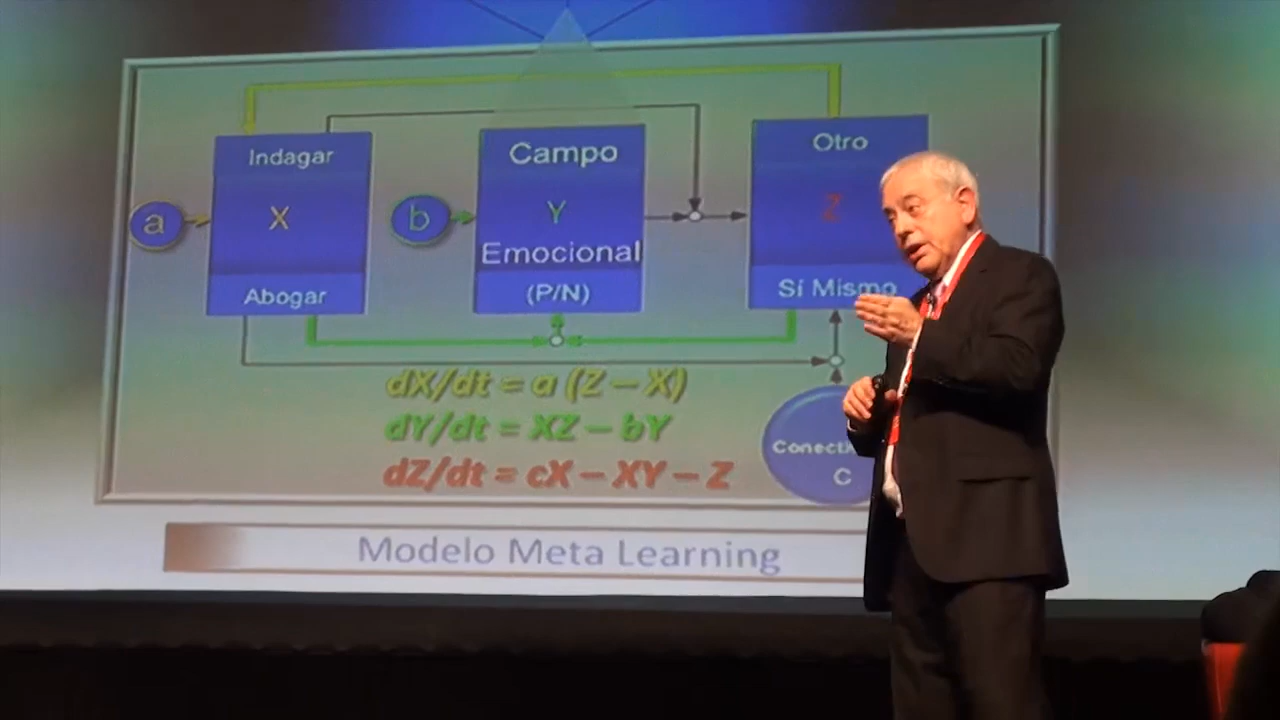 Indagar
X
Abogar
a
b
Campo
Y
Emocional
(P/N)
Otro
Z
Sí Mismo
dX/dt = a (Z – X)
dY/dt = XZ – bY
dZ/dt = cX – XY – Z
C
Modelo Meta Learning